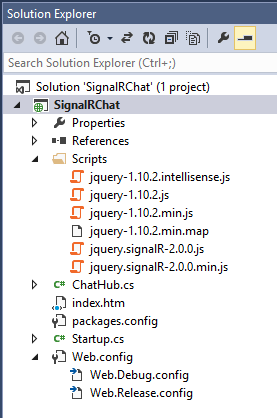 Solution Explorer
Search Solution Explorer (Ctrl+;)
Solution 'SignalRChat' (1 project)
SignalRChat
Properties
References
Scripts
jquery-1.10.2.intellisense.js
jquery-1.10.2.js
jquery-1.10.2.min.js
jquery-1.10.2.min.map
jquery.signalR-2.0.0.js
jquery.signalR-2.0.0.min.js
C# ChatHub.cs
index.htm
packages.config
C# Startup.cs
Web.config
Web.Debug.config
Web.Release.config